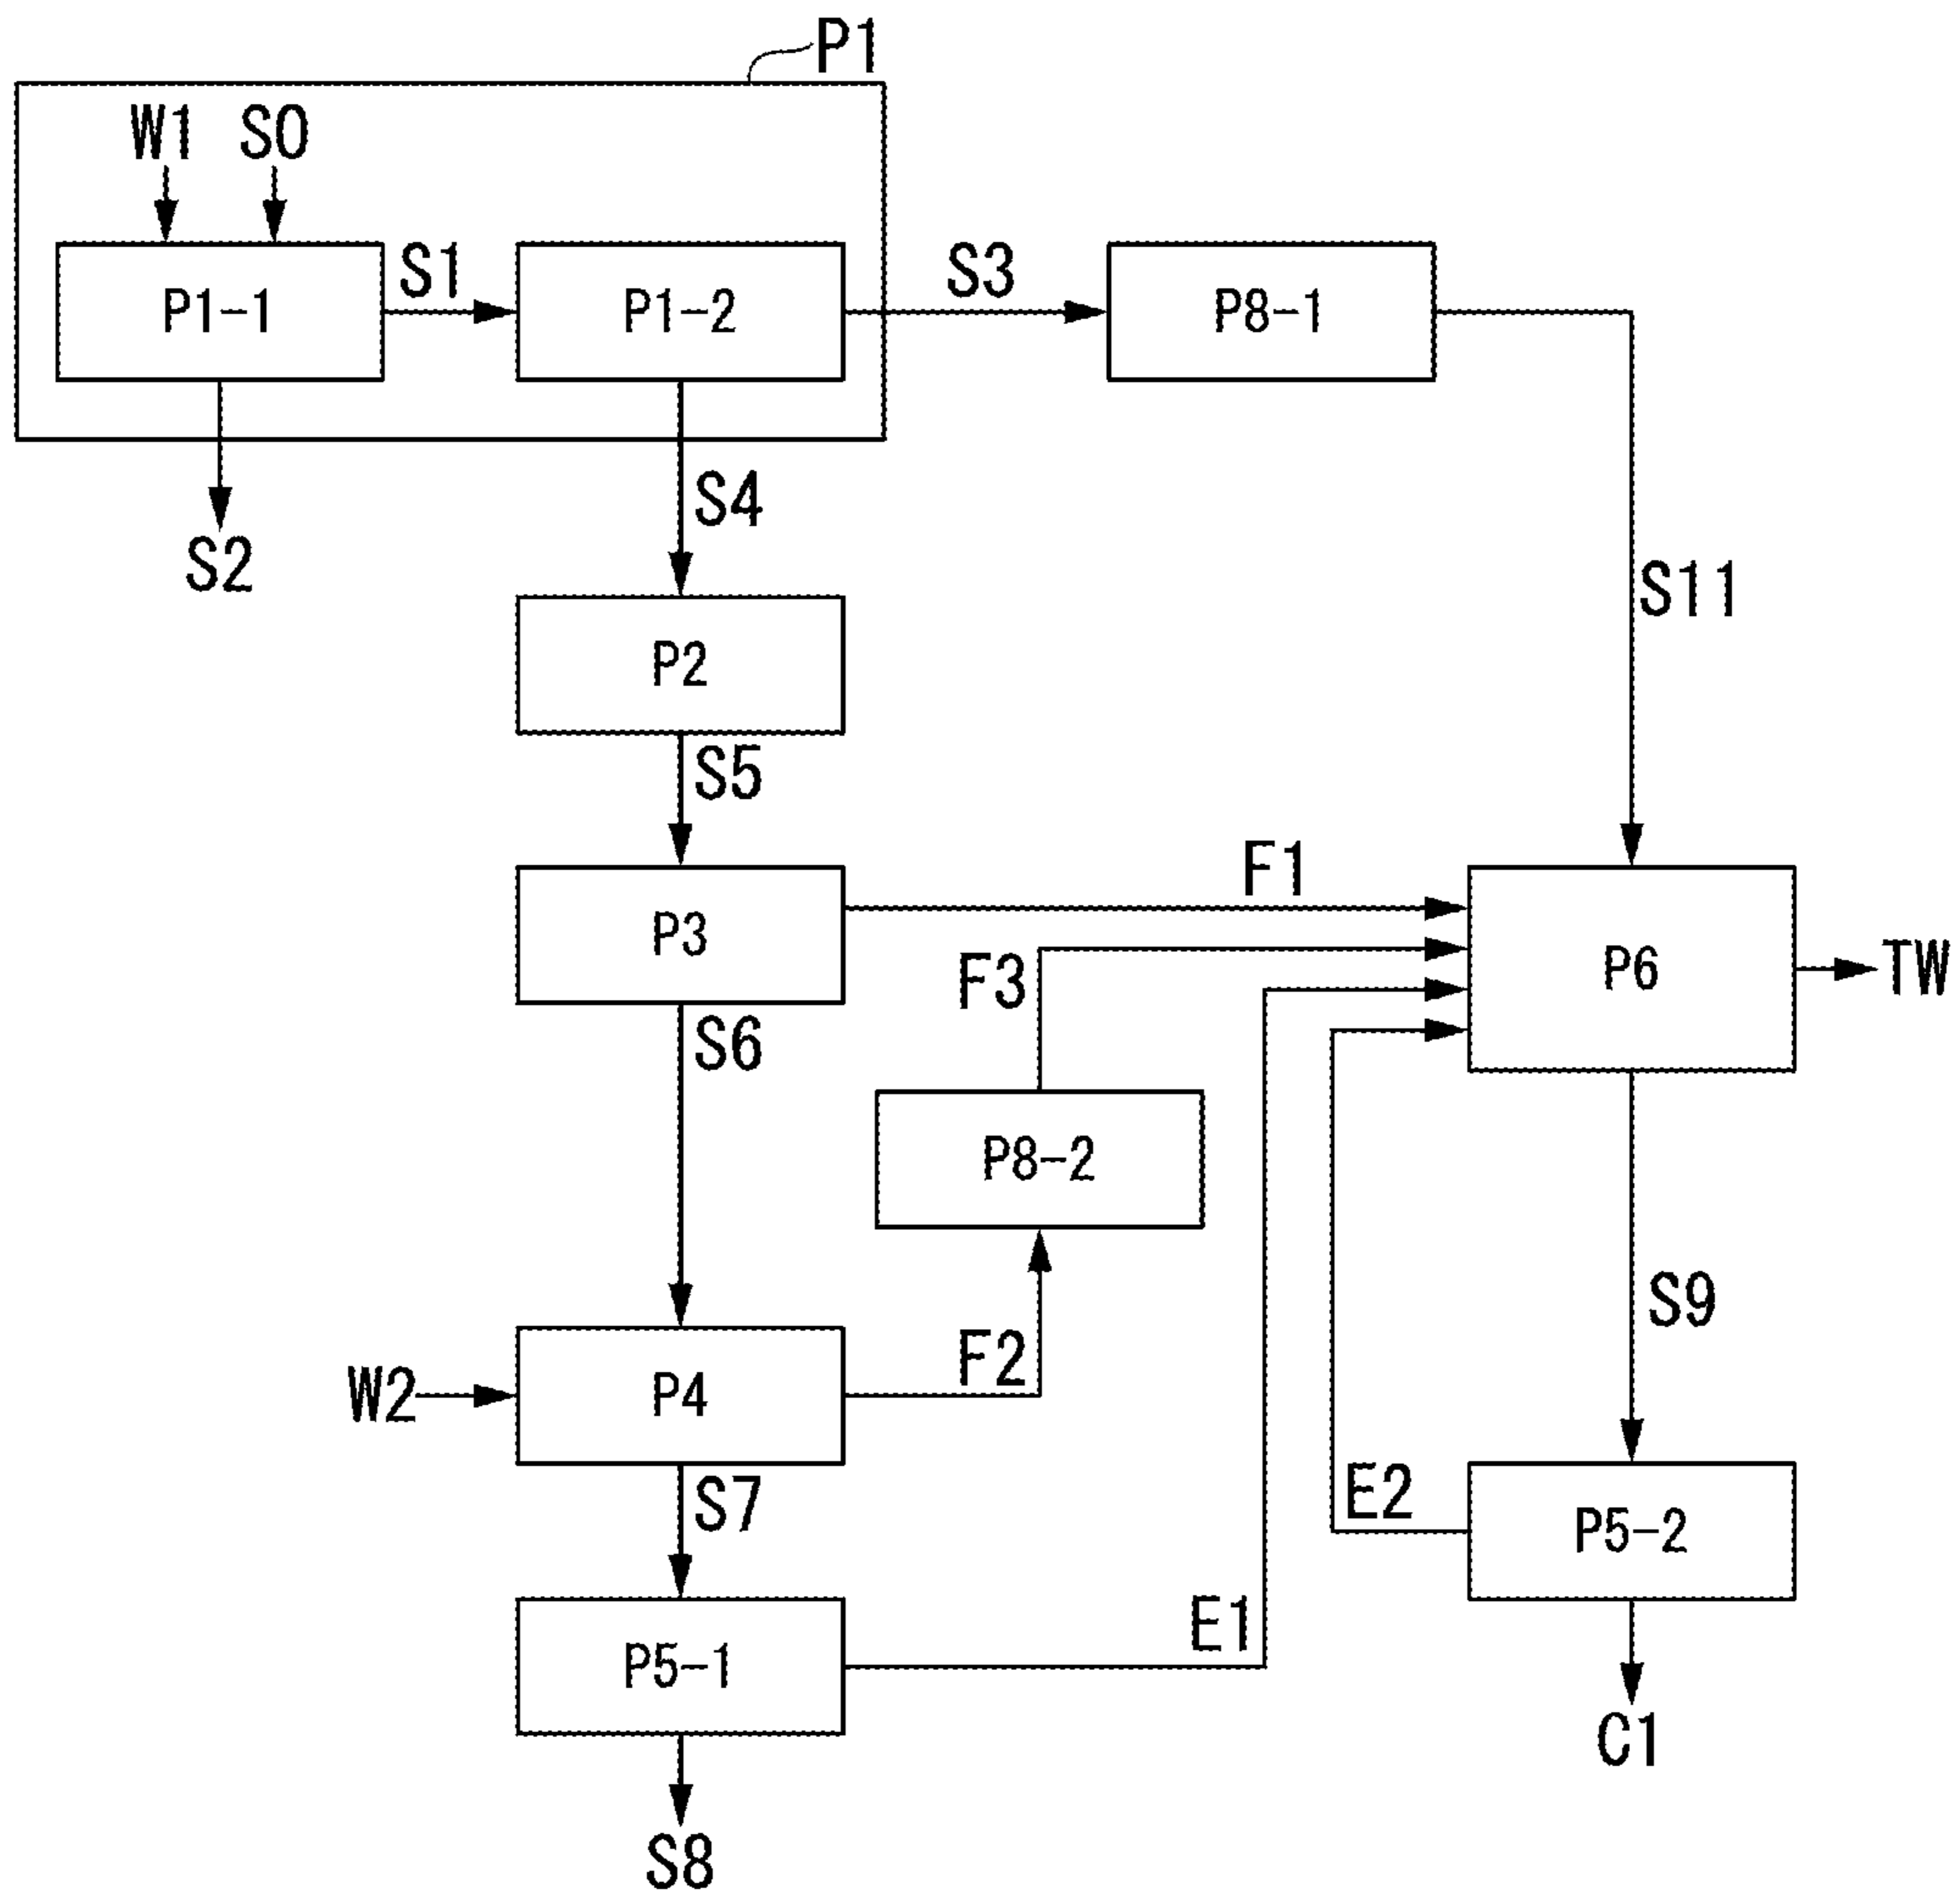 P1
W1 S0
P1-1 S1 P1-2 S3 P8-1
S4
S2
S11
P2
S5
F1
P3
F3
P6
TW
S6
P8-2
S9
F2
W2
P4
S7
E2
P5-2
E1
P5-1
C1
S8